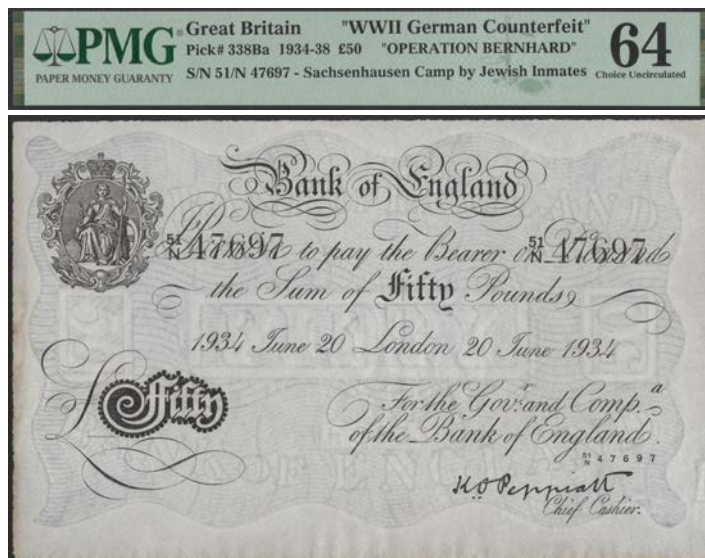 PMG
PAPER MONEY GUARANTY
Great Britain "WWII German Counterfeit"
Pick# 338Ba 1934-38 £50 "OPERATION BERNHARD"
S/N 51/N 47697 - Sachsenhausen Camp by Jewish Inmates
64
Choice Uncirculated
Bank of England
51/N 47697 51/N 47697
I Promise to pay the Bearer on Demand
the Sum of Fifty Pounds
1934 June 20 London 20 June 1934
£Fifty
For the Govr. and Compa.
of the Bank of England.
51/N 47697
K.O Peppiatt
Chief Cashier.